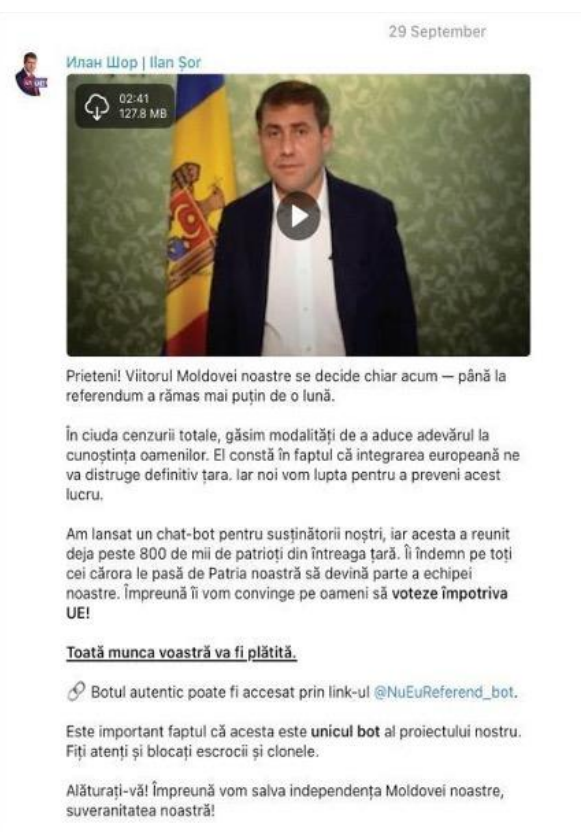 29 September
Илан Шор | Ilan Șor
02:41
127.8 MB
Prieteni! Viitorul Moldovei noastre se decide chiar acum — până la
referendum a rămas mai puțin de o lună.
În ciuda cenzurii totale, găsim modalități de a aduce adevărul la
cunoștința oamenilor. El constă în faptul că integrarea europeană ne
va distruge definitiv țara. Iar noi vom lupta pentru a preveni acest
lucru.
Am lansat un chat-bot pentru susținătorii noștri, iar acesta a reunit
deja peste 800 de mii de patrioți din întreaga țară. Îi îndemn pe toți
cei cărora le pasă de Patria noastră să devină parte a echipei
noastre. Împreună îi vom convinge pe oameni să voteze împotriva
UE!
Toată munca voastră va fi plătită.
Botul autentic poate fi accesat prin link-ul @NuEuReferend_bot.
Este important faptul că acesta este unicul bot al proiectului nostru.
Fiți atenți și blocați escrocii și clonele.
Alăturați-vă! Împreună vom salva independența Moldovei noastre,
suveranitatea noastră!